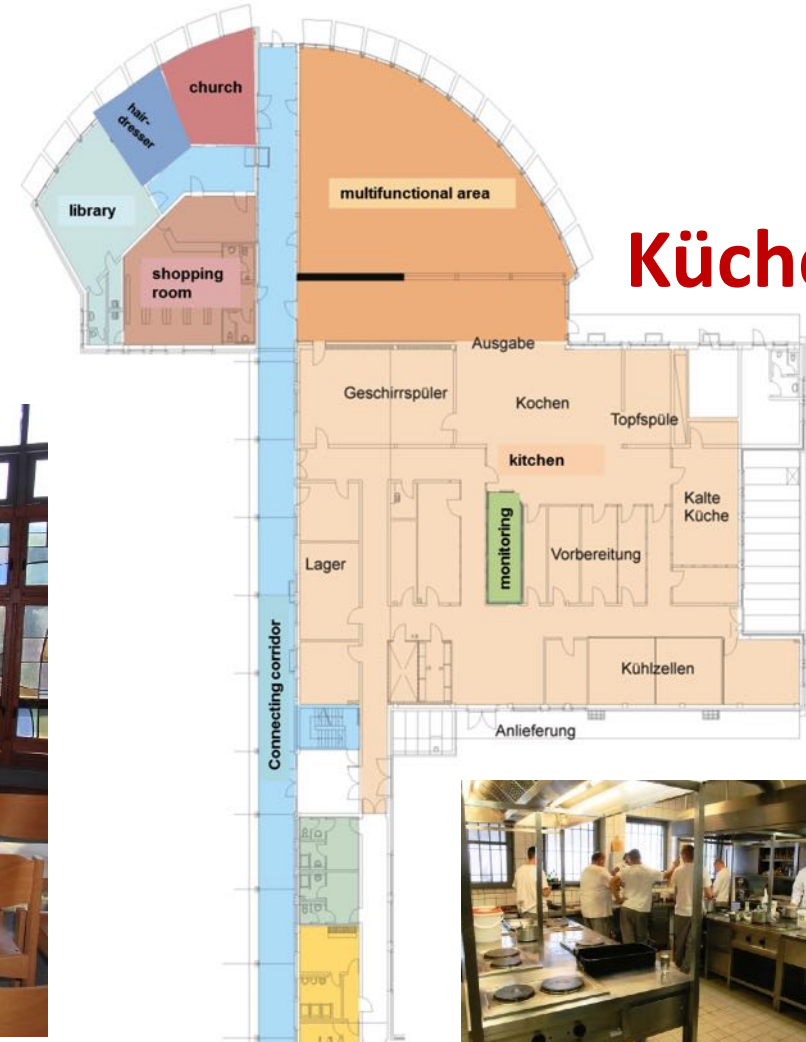 church
hair-
dresser
library
multifunctional area
shopping
room
Küche
Ausgabe
Geschirrspüler
Kochen
Topfspüle
kitchen
Kalte
Küche
monitoring
Vorbereitung
Lager
Connecting corridor
Kühlzellen
Anlieferung